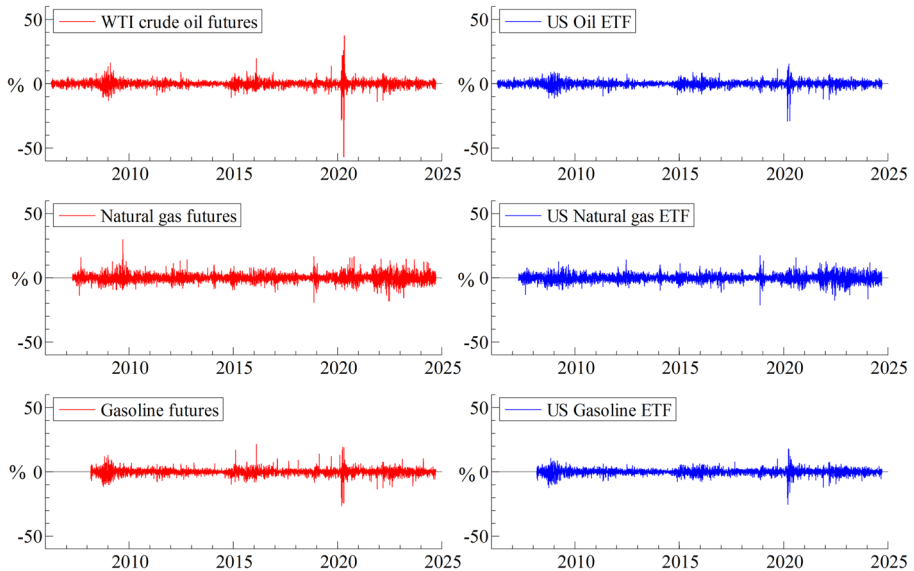 50
WTI crude oil futures
% 0
-50
2010 2015 2020 2025
50
US Oil ETF
% 0
-50
2010 2015 2020 2025
50
Natural gas futures
% 0
-50
2010 2015 2020 2025
50
US Natural gas ETF
% 0
-50
2010 2015 2020 2025
50
Gasoline futures
% 0
-50
2010 2015 2020 2025
50
US Gasoline ETF
% 0
-50
2010 2015 2020 2025